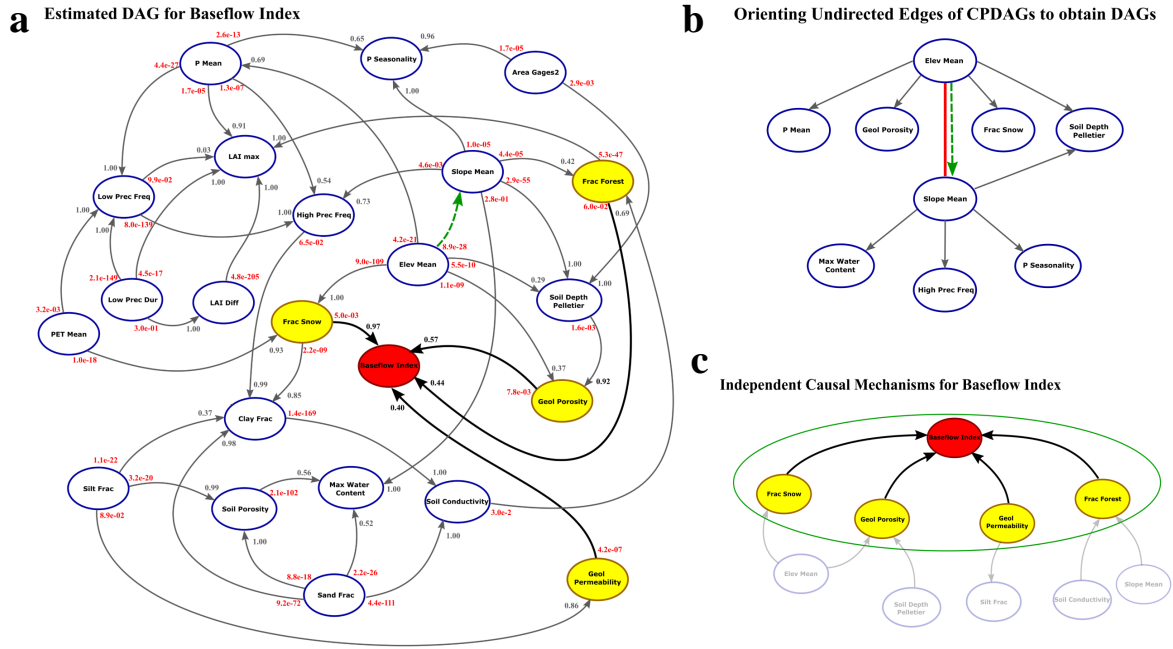 a
Estimated DAG for Baseflow Index
2.6e-13
P Mean
4.4e-27
1.7e-05
1.3e-07
0.69
0.65
P Seasonality
0.96
1.7e-05
Area Gages2
2.9e-03
1.00
0.91
LAI max
1.00
0.03
1.00
1.00
1.00
Low Prec Freq
9.9e-02
8.0e-139
1.00
1.00
0.54
High Prec Freq
1.00
0.73
6.5e-02
1.0e-05
4.6e-03
Slope Mean
4.4e-05
2.9e-55
2.8e-01
0.42
5.3e-47
Frac Forest
6.0e-02
0.69
2.1e-149
4.5e-17
Low Prec Dur
3.0e-01
4.8e-205
LAI Diff
1.00
4.2e-21
8.9e-28
9.0e-109
Elev Mean
5.5e-10
1.1e-09
1.00
0.29
1.00
Soil Depth
Pelletier
1.6e-03
3.2e-03
PET Mean
1.0e-18
1.00
Frac Snow
5.0e-03
0.93
2.2e-09
0.97
Baseflow Index
0.57
0.44
0.40
0.37
0.92
7.8e-03
Geol Porosity
0.99
0.85
0.37
Clay Frac
1.4e-169
0.98
1.1e-22
Silt Frac
3.2e-20
8.9e-02
0.99
Soil Porosity
2.1e-102
1.00
0.56
Max Water
Content
1.00
0.52
1.00
Soil Conductivity
3.0e-2
1.00
8.8e-18
2.2e-26
Sand Frac
9.2e-72
4.4e-111
4.2e-07
Geol
Permeability
0.86
b
Orienting Undirected Edges of CPDAGs to obtain DAGs
Elev Mean
P Mean
Geol Porosity
Frac Snow
Soil Depth
Pelletier
Slope Mean
Max Water
Content
High Prec Freq
P Seasonality
c
Independent Causal Mechanisms for Baseflow Index
Baseflow Index
Frac Snow
Geol Porosity
Geol
Permeability
Frac Forest
Elev Mean
Soil Depth
Pelletier
Silt Frac
Soil Conductivity
Slope Mean